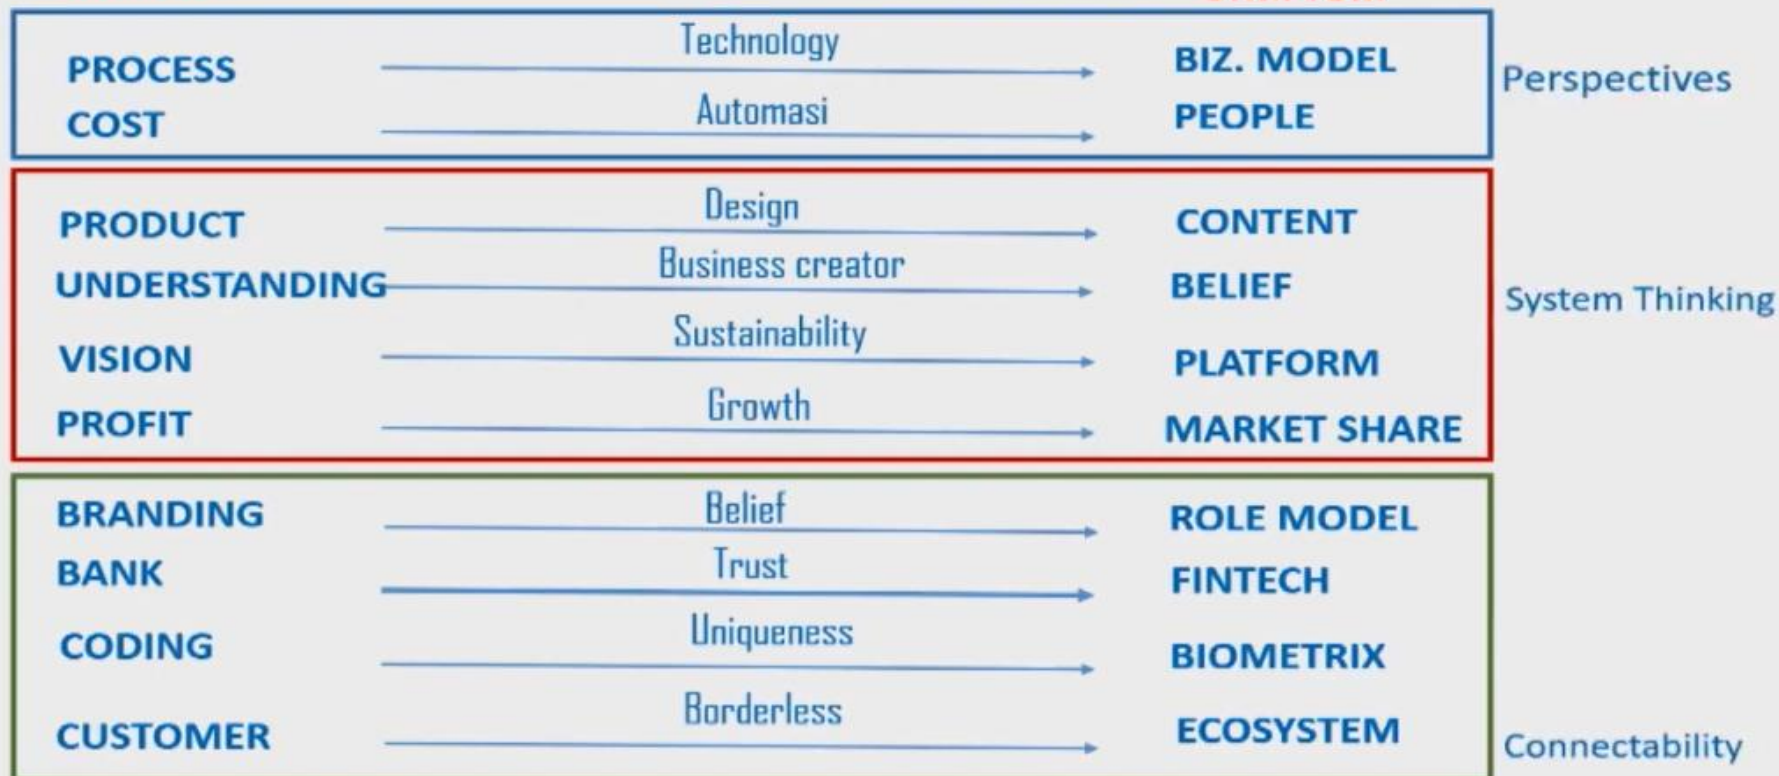 Technology
PROCESS BIZ. MODEL
Perspectives
Automasi
COST PEOPLE
Design
PRODUCT CONTENT
Business creator
UNDERSTANDING BELIEF
System Thinking
Sustainability
VISION PLATFORM
Growth
PROFIT MARKET SHARE
Belief
BRANDING ROLE MODEL
Trust
BANK FINTECH
Uniqueness
CODING BIOMETRIX
Borderless
CUSTOMER ECOSYSTEM
Connectability